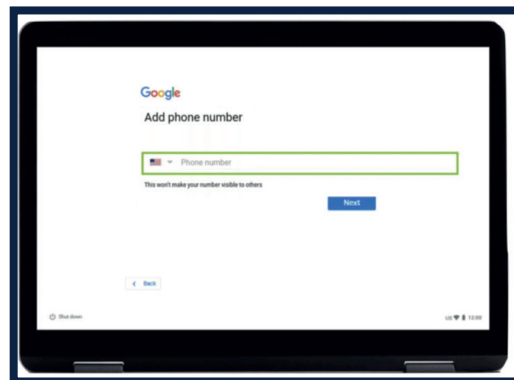 Google
Add phone number
Phone number
This won't make your number visible to others
Next
< Back
Shut down
US 12:00